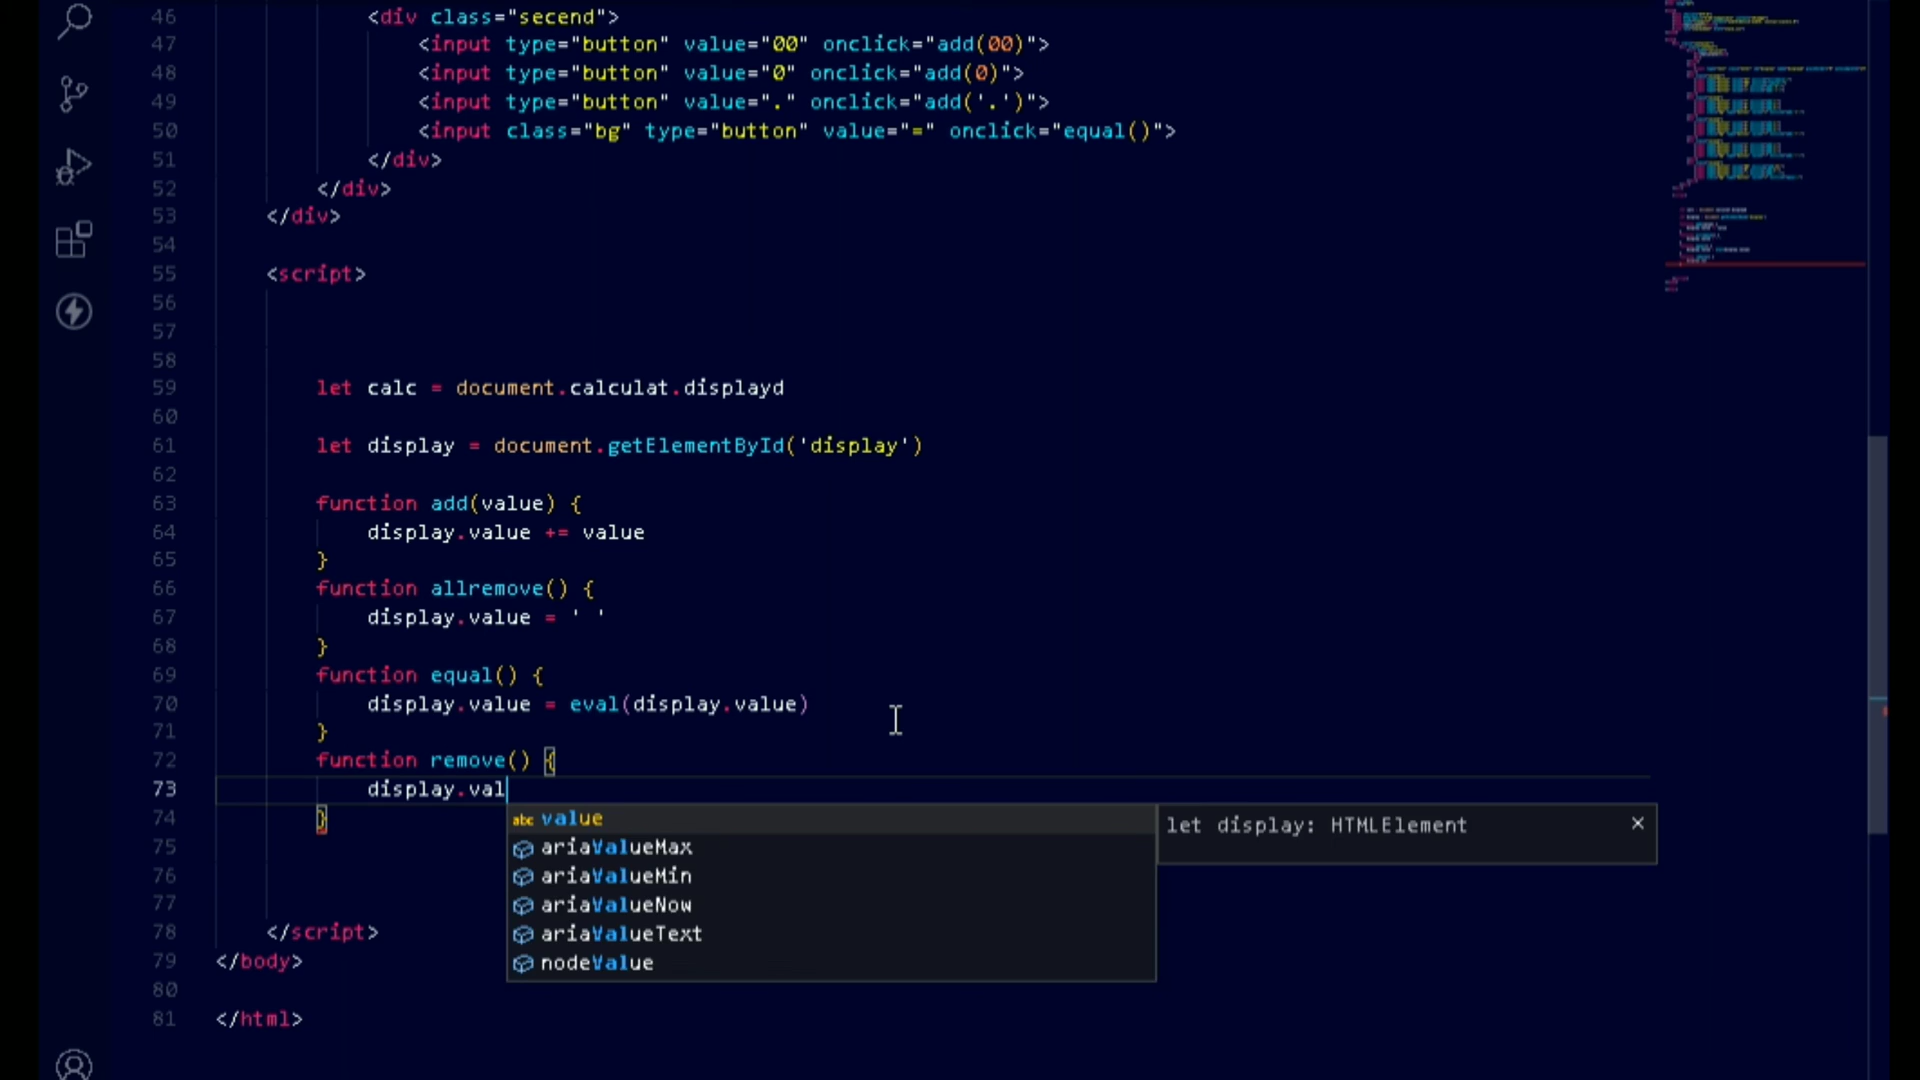 46 <div class="secend">
47 <input type="button" value="00" onclick="add(00)">
48 <input type="button" value="0" onclick="add(0)">
49 <input type="button" value="." onclick="add('.')">
50 <input class="bg" type="button" value="=" onclick="equal()">
51 </div>
52 </div>
53 </div>
54
55 <script>
56
57
58
59 let calc = document.calculat.displayd
60
61 let display = document.getElementById('display')
62
63 function add(value) {
64 display.value += value
65 }
66 function allremove() {
67 display.value = ' '
68 }
69 function equal() {
70 display.value = eval(display.value)
71 }
72 function remove() {
73 display.val
74 }
abc value
let display: HTMLElement
75
ariaValueMax
76
ariaValueMin
77
ariaValueNow
78 </script>
ariaValueText
79 </body>
nodeValue
80
81 </html>